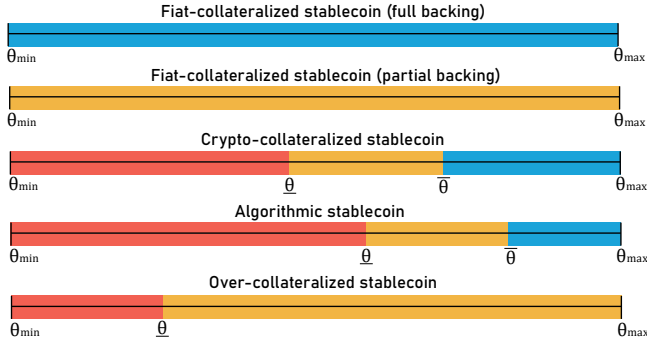 Fiat-collateralized stablecoin (full backing)
θmin θmax
Fiat-collateralized stablecoin (partial backing)
θmin θmax
Crypto-collateralized stablecoin
θmin θ̲ θ̅ θmax
Algorithmic stablecoin
θmin θ̲ θ̅ θmax
Over-collateralized stablecoin
θmin θ̲ θmax